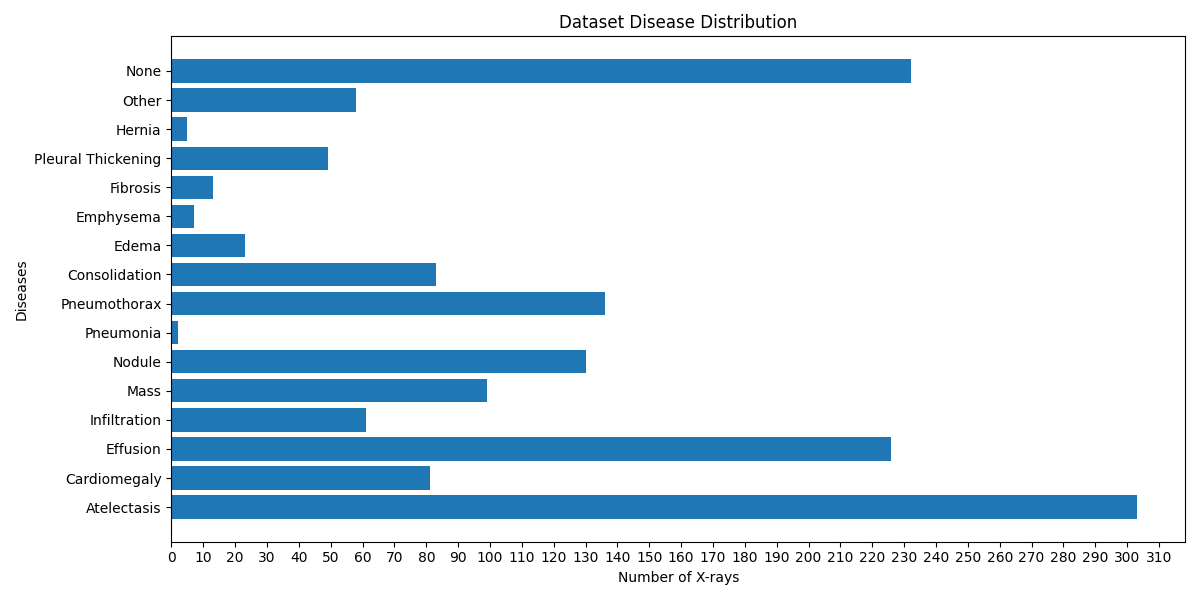 Dataset Disease Distribution
None
Other
Hernia
Pleural Thickening
Fibrosis
Emphysema
Edema
Consolidation
Pneumothorax
Pneumonia
Nodule
Mass
Infiltration
Effusion
Cardiomegaly
Atelectasis
Diseases
0 10 20 30 40 50 60 70 80 90 100 110 120 130 140 150 160 170 180 190 200 210 220 230 240 250 260 270 280 290 300 310
Number of X-rays